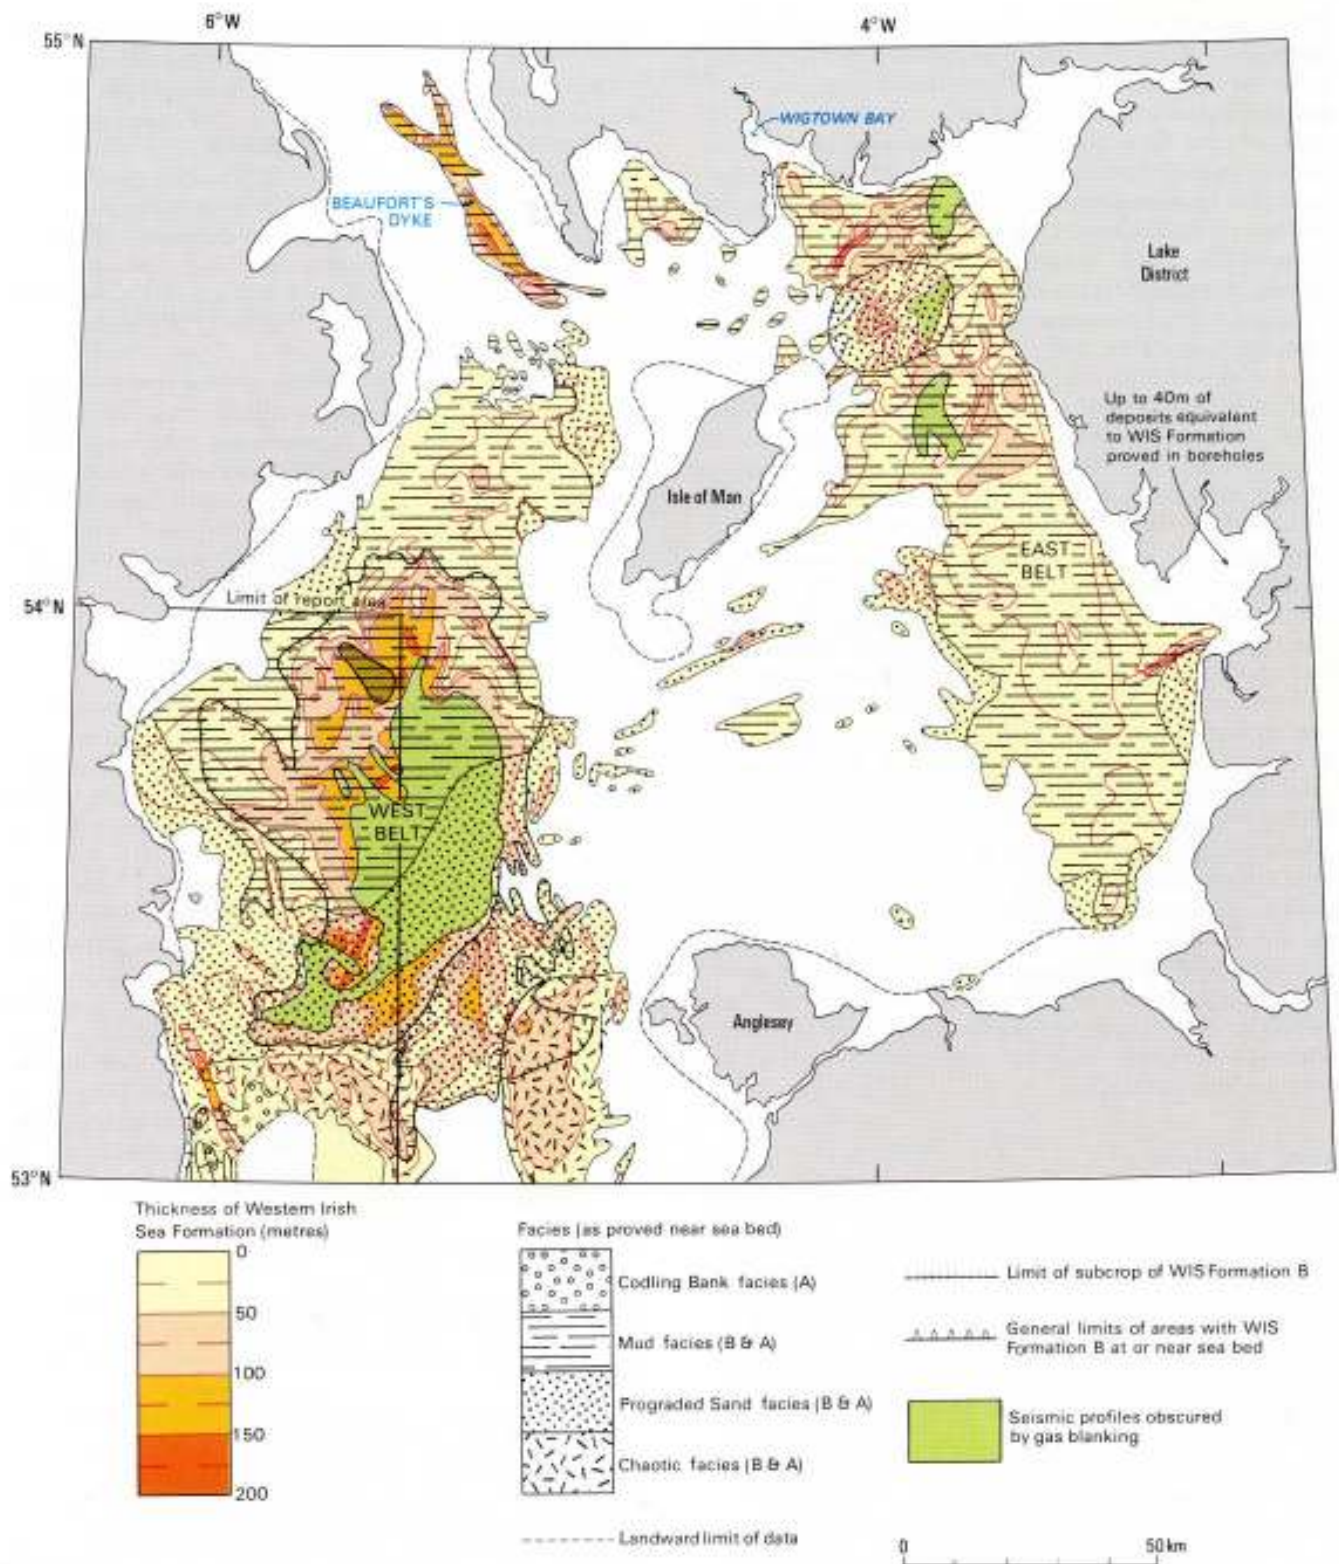 6°W
4°W
55°N
WIGTOWN BAY
BEAUFORT'S
DYKE
Lake
District
Up to 40m of
deposits equivalent
to WIS Formation
proved in boreholes
Isle of Man
EAST
BELT
54°N
Limit of report area
WEST
BELT
Anglesey
53°N
Thickness of Western Irish
Sea Formation (metres)
0
50
100
150
200
Facies (as proved near sea bed)
Codling Bank facies (A)
Mud facies (B & A)
Prograded Sand facies (B & A)
Chaotic facies (B & A)
Landward limit of data
Limit of subcrop of WIS Formation B
General limits of areas with WIS
Formation B at or near sea bed
Seismic profiles obscured
by gas blanking
0
50km